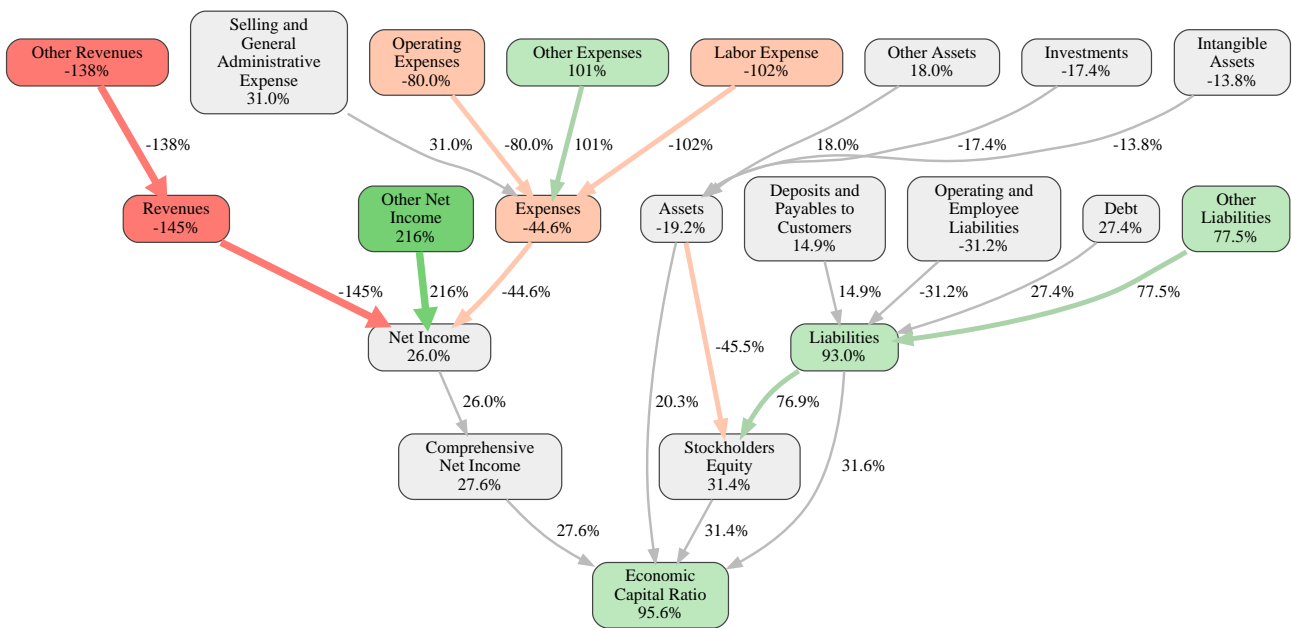 Selling and
General
Administrative
Expense
31.0%
Other Revenues
-138%
Operating
Expenses
-80.0%
Other Expenses
101%
Labor Expense
-102%
Other Assets
18.0%
Investments
-17.4%
Intangible
Assets
-13.8%
-138%
31.0%
-80.0%
101%
-102%
18.0%
-17.4%
-13.8%
Revenues
-145%
Other Net
Income
216%
Expenses
-44.6%
Assets
-19.2%
Deposits and
Payables to
Customers
14.9%
Operating and
Employee
Liabilities
-31.2%
Debt
27.4%
Other
Liabilities
77.5%
-145%
216%
-44.6%
14.9%
-31.2%
27.4%
77.5%
Net Income
26.0%
-45.5%
Liabilities
93.0%
26.0%
20.3%
76.9%
Comprehensive
Net Income
27.6%
Stockholders
Equity
31.4%
31.6%
27.6%
31.4%
Economic
Capital Ratio
95.6%